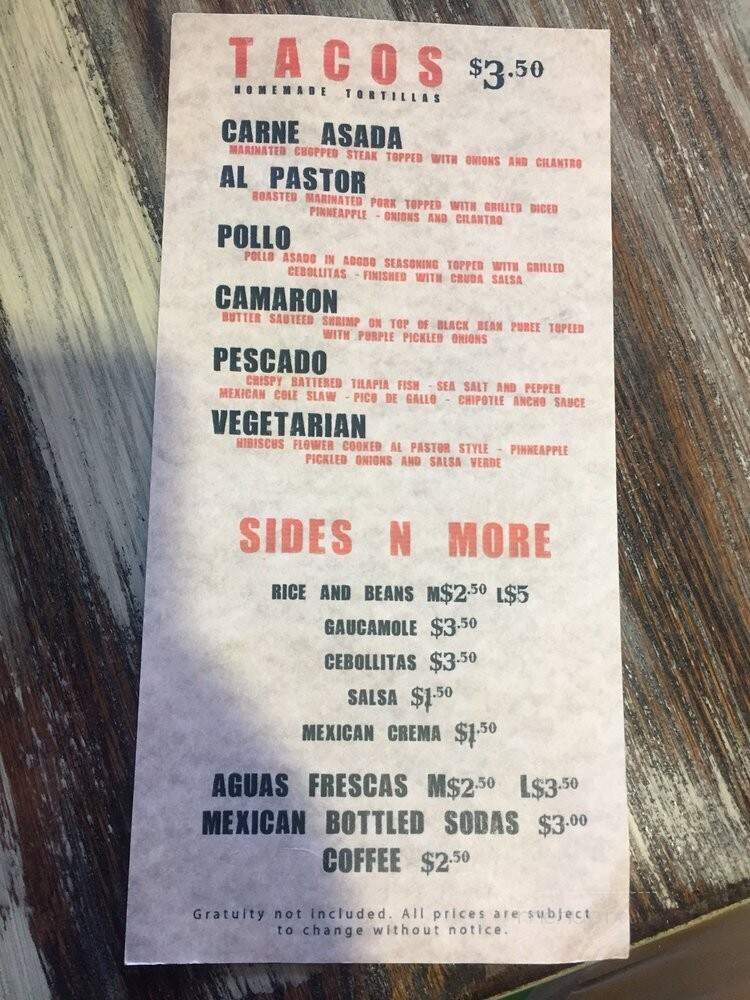 TACOS $3.50
HOMEMADE TORTILLAS
CARNE ASADA
MARINATED CHOPPED STEAK TOPPED WITH ONIONS AND CILANTRO
AL PASTOR
ROASTED MARINATED PORK TOPPED WITH GRILLED DICED
PINNEAPPLE - ONIONS AND CILANTRO
POLLO
POLLO ASADO IN ADOBO SEASONING TOPPED WITH GRILLED
CEBOLLITAS - FINISHED WITH CRUDA SALSA
CAMARON
BUTTER SAUTEED SHRIMP ON TOP OF BLACK BEAN PUREE TOPEED
WITH PURPLE PICKLED ONIONS
PESCADO
CRISPY BATTERED TILAPIA FISH - SEA SALT AND PEPPER
MEXICAN COLE SLAW - PICO DE GALLO - CHIPOTLE ANCHO SAUCE
VEGETARIAN
HIBISCUS FLOWER COOKED AL PASTOR STYLE - PINNEAPPLE
PICKLED ONIONS AND SALSA VERDE
SIDES N MORE
RICE AND BEANS M$2.50 L$5
GAUCAMOLE $3.50
CEBOLLITAS $3.50
SALSA $1.50
MEXICAN CREMA $1.50
AGUAS FRESCAS M$2.50 L$3.50
MEXICAN BOTTLED SODAS $3.00
COFFEE $2.50
Gratuity not included. All prices are subject
to change without notice.